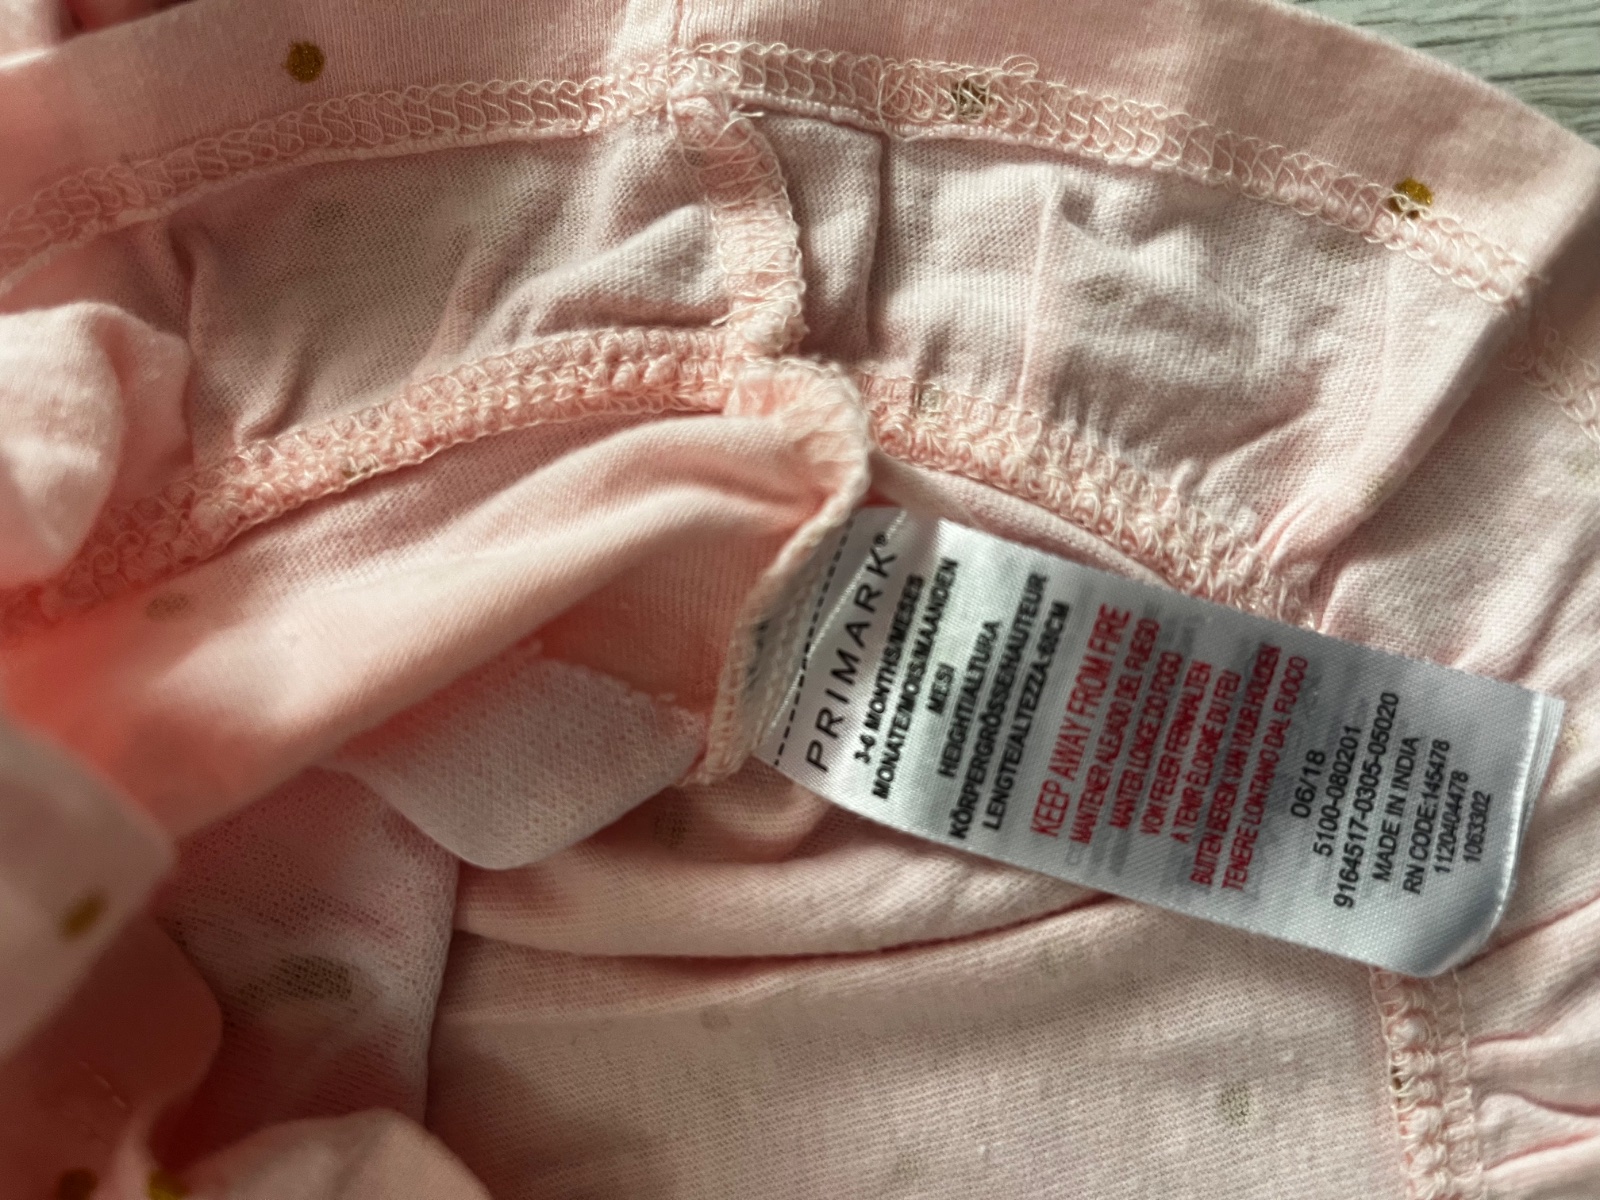 PRIMARK®
3-6 MONTHS/MESES
MONATE/MOIS/MAANDEN
MESI
HEIGHT/ALTURA
KÖRPERGRÖSSE/HAUTEUR
LENGTE/ALTEZZA-68CM
KEEP AWAY FROM FIRE
MANTENER ALEJADO DEL FUEGO
MANTER LONGE DO FOGO
VOM FEUER FERNHALTEN
A TENIR ÉLOIGNÉ DU FEU
BUITEN BEREIK VAN VUUR HOUDEN
TENERE LONTANO DAL FUOCO
06/18
5100-080201
9164517-0305-05020
MADE IN INDIA
RN CODE:145478
1120404478
1063302